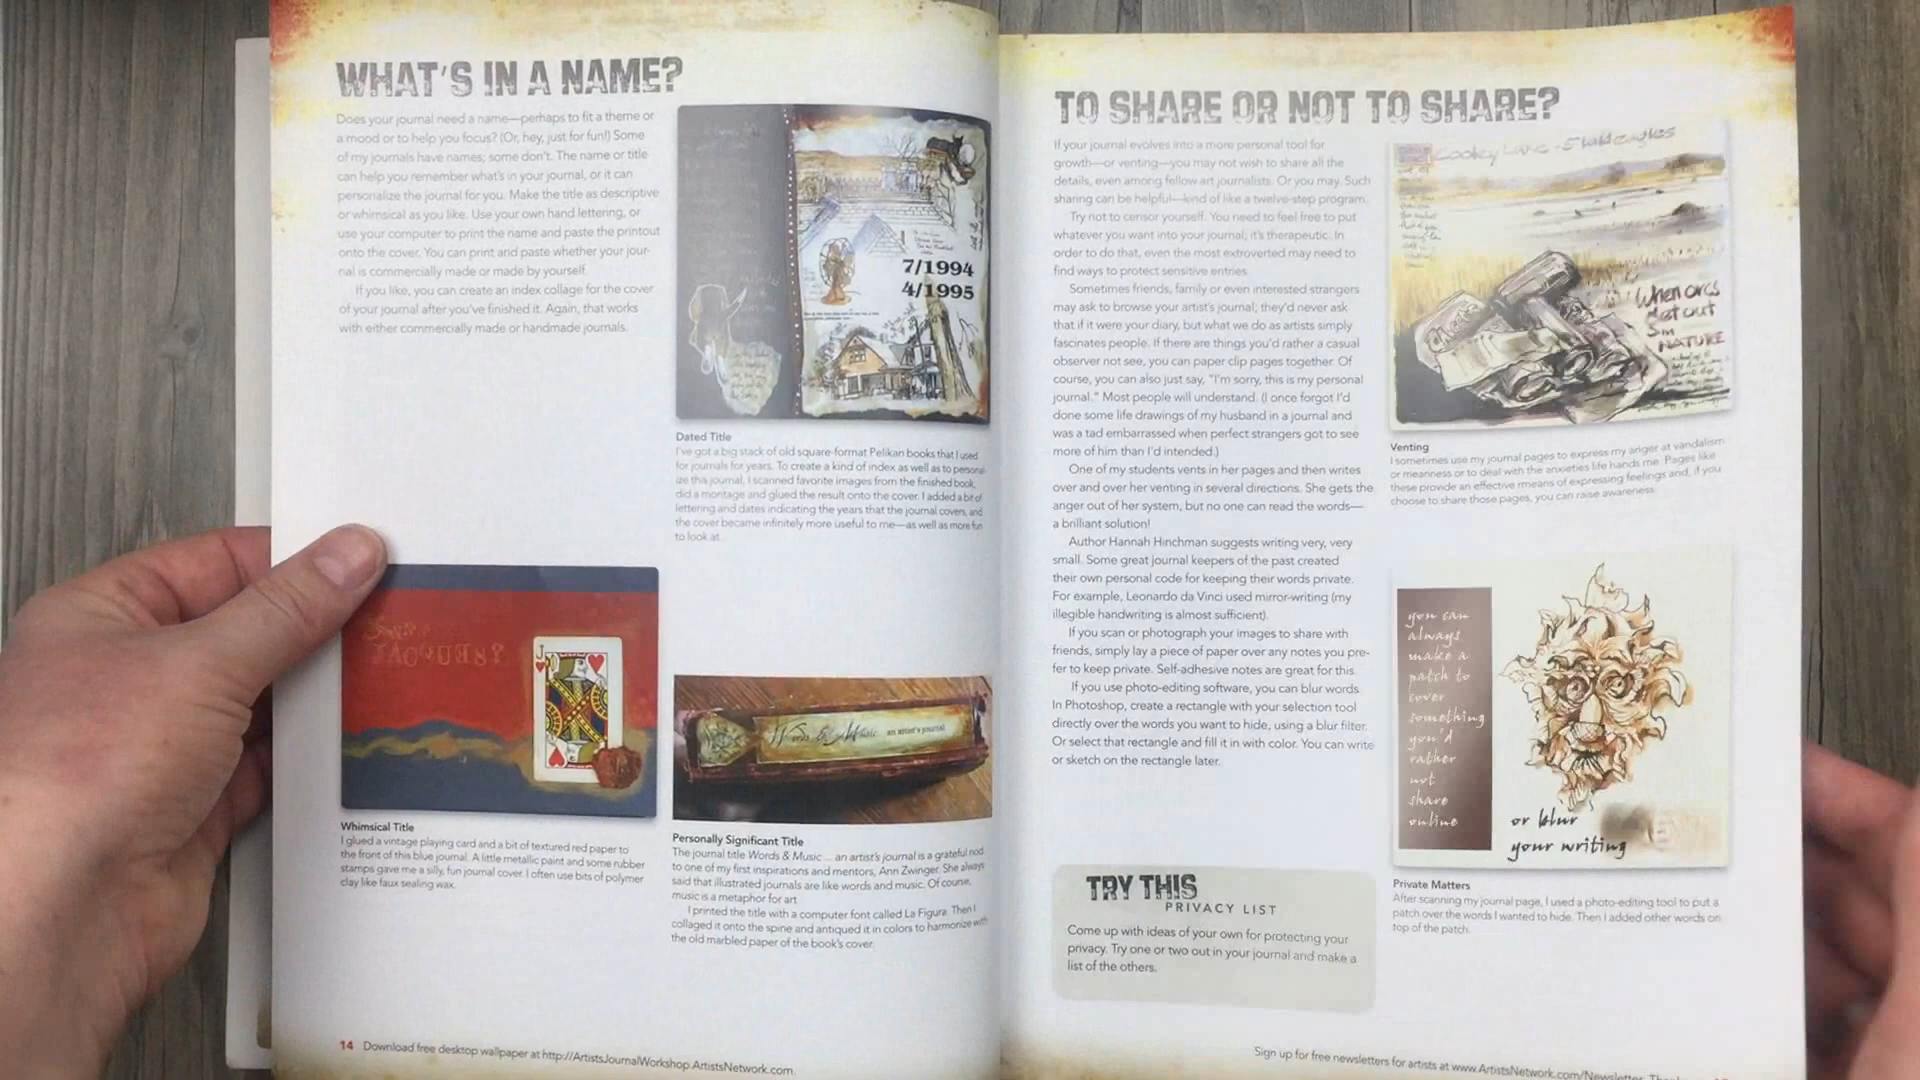 WHAT'S IN A NAME?
Does your journal need a name—perhaps to fit a theme or
a mood or to help you focus? (Or, hey, just for fun!) Some
of my journals have names; some don't. The name or title
can help you remember what's in your journal, or it can
personalize the journal for you. Make the title as descriptive
or whimsical as you like. Use your own hand lettering, or
use your computer to print the name and paste the printout
onto the cover. You can print and paste whether your jour-
nal is commercially made or made by yourself.
If you like, you can create an index collage for the cover
of your journal after you've finished it. Again, that works
with either commercially made or handmade journals.
7/1994
4/1995
Dated Title
I've got a big stack of old square-format Pelikan books that I used
for journals for years. To create a kind of index as well as to personal-
ize this journal, I scanned favorite images from the finished book,
did a montage and glued the result onto the cover. I added a bit of
lettering and dates indicating the years that the journal covers, and
the cover became infinitely more useful to me—as well as more fun
to look at.
J
Whimsical Title
I glued a vintage playing card and a bit of textured red paper to
the front of this blue journal. A little metallic paint and some rubber
stamps gave me a silly, fun journal cover. I often use bits of polymer
clay like faux sealing wax.
Words & Music an artist's journal
Personally Significant Title
The journal title Words & Music ... an artist's journal is a grateful nod
to one of my first inspirations and mentors, Ann Zwinger. She always
said that illustrated journals are like words and music. Of course,
music is a metaphor for art.
I printed the title with a computer font called La Figura. Then I
collaged it onto the spine and antiqued it in colors to harmonize with
the old marbled paper of the book's cover.
14 Download free desktop wallpaper at http://ArtistsJournalWorkshop.ArtistsNetwork.com.
TO SHARE OR NOT TO SHARE?
If your journal evolves into a more personal tool for
growth—or venting—you may not wish to share all the
details, even among fellow art journalists. Or you may. Such
sharing can be helpful—kind of like a twelve-step program.
Try not to censor yourself. You need to feel free to put
whatever you want into your journal; it's therapeutic. In
order to do that, even the most extroverted may need to
find ways to protect sensitive entries.
Sometimes friends, family or even interested strangers
may ask to browse your artist's journal; they'd never ask
that if it were your diary, but what we do as artists simply
fascinates people. If there are things you'd rather a casual
observer not see, you can paper clip pages together. Of
course, you can also just say, "I'm sorry, this is my personal
journal." Most people will understand. (I once forgot I'd
done some life drawings of my husband in a journal and
was a tad embarrassed when perfect strangers got to see
more of him than I'd intended.)
One of my students vents in her pages and then writes
over and over her venting in several directions. She gets the
anger out of her system, but no one can read the words—
a brilliant solution!
Author Hannah Hinchman suggests writing very, very
small. Some great journal keepers of the past created
their own personal code for keeping their words private.
For example, Leonardo da Vinci used mirror-writing (my
illegible handwriting is almost sufficient).
If you scan or photograph your images to share with
friends, simply lay a piece of paper over any notes you pre-
fer to keep private. Self-adhesive notes are great for this.
If you use photo-editing software, you can blur words.
In Photoshop, create a rectangle with your selection tool
directly over the words you want to hide, using a blur filter.
Or select that rectangle and fill it in with color. You can write
or sketch on the rectangle later.
TRY THIS
PRIVACY LIST
Come up with ideas of your own for protecting your
privacy. Try one or two out in your journal and make a
list of the others.
Cooley Lane - 5 bald eagles
When orcs
set out
in
NATURE
Venting
I sometimes use my journal pages to express my anger at vandalism
or meanness or to deal with the anxieties life hands me. Pages like
these provide an effective means of expressing feelings and, if you
choose to share those pages, you can raise awareness.
you can
always
make a
patch to
cover
something
you'd
rather
not
share
online
or blur
your writing
Private Matters
After scanning my journal page, I used a photo-editing tool to put a
patch over the words I wanted to hide. Then I added other words on
top of the patch.
Sign up for free newsletters for artists at www.ArtistsNetwork.com/Newsletter_